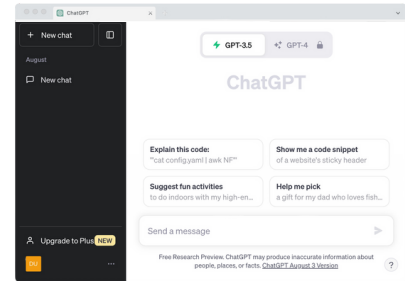 ChatGPT
+ New chat
August
New chat
Upgrade to Plus NEW
OU
GPT-3.5
GPT-4
ChatGPT
Explain this code:
"cat config.yaml | awk NF"
Show me a code snippet
of a website's sticky header
Suggest fun activities
to do indoors with my high-en...
Help me pick
a gift for my dad who loves fish...
Send a message
Free Research Preview. ChatGPT may produce inaccurate information about
people, places, or facts. ChatGPT August 3 Version
?